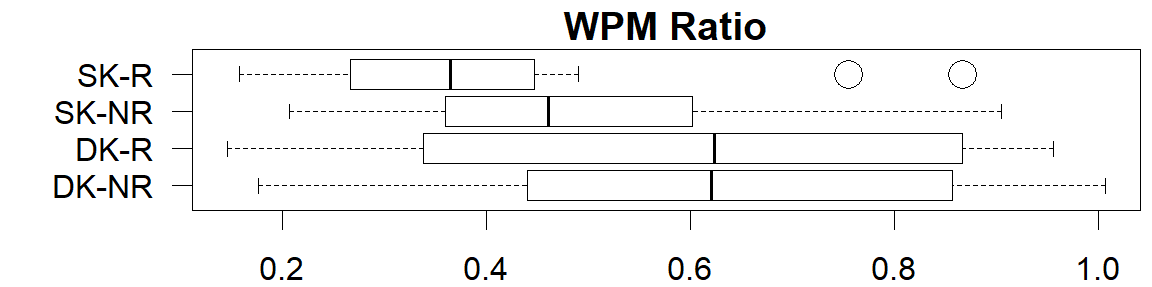 WPM Ratio
SK-R
SK-NR
DK-R
DK-NR
0.2 0.4 0.6 0.8 1.0